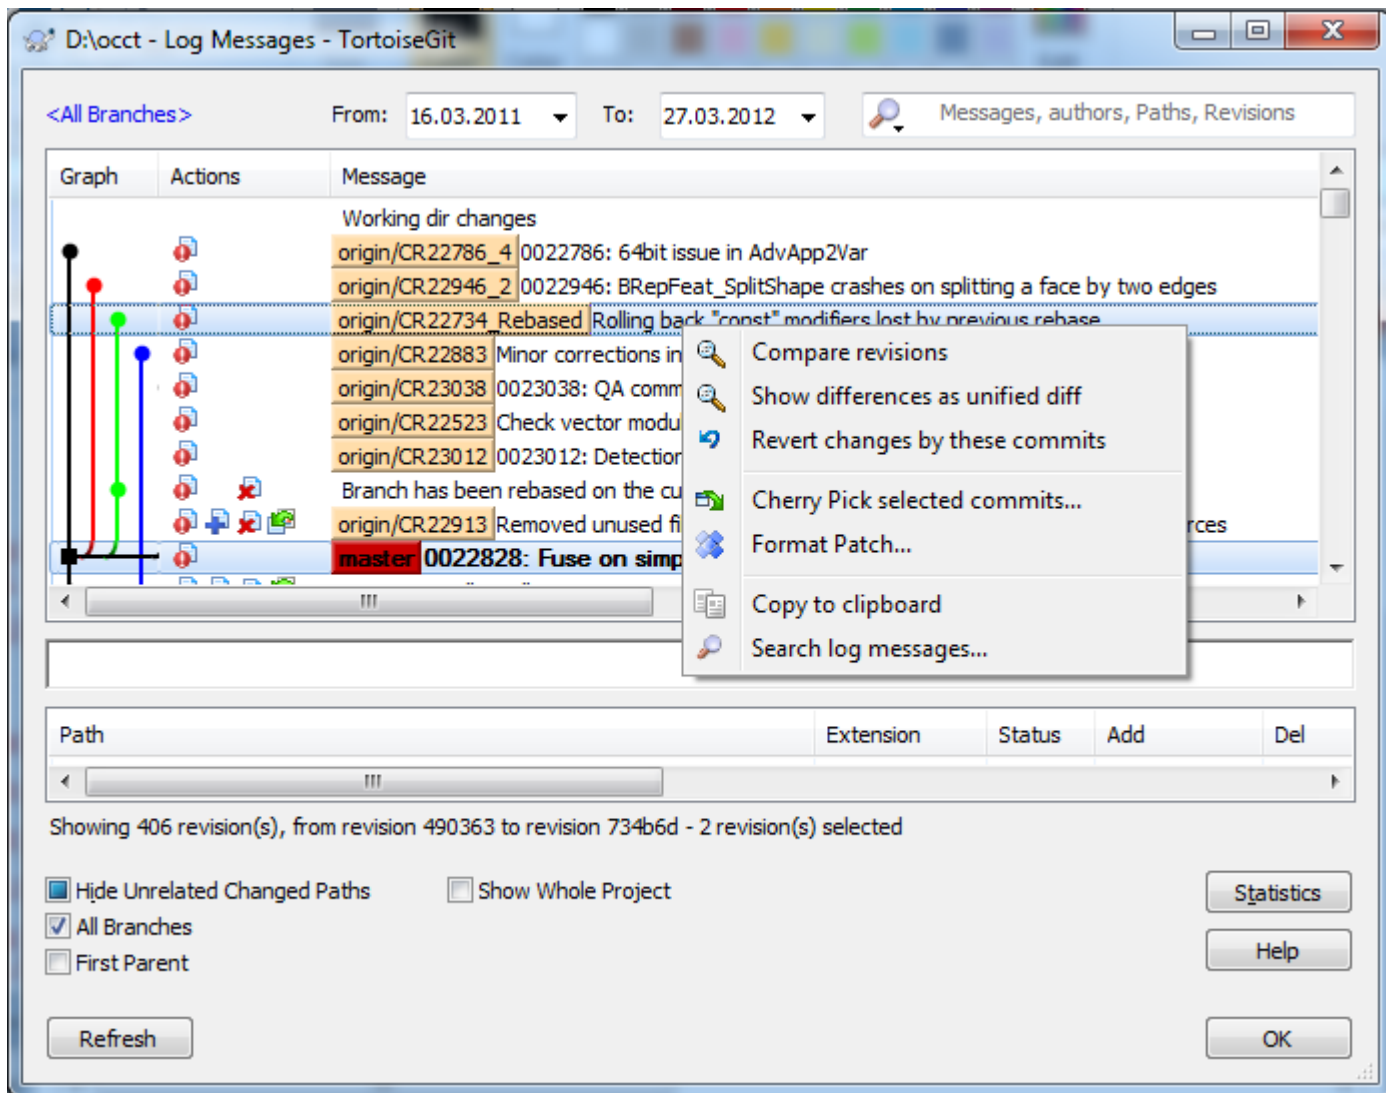 D:\occt - Log Messages - TortoiseGit
<All Branches> From: 16.03.2011 To: 27.03.2012 Messages, authors, Paths, Revisions
Graph Actions Message
Working dir changes
origin/CR22786_4 0022786: 64bit issue in AdvApp2Var
origin/CR22946_2 0022946: BRepFeat_SplitShape crashes on splitting a face by two edges
origin/CR22734_Rebased Rolling back "const" modifiers lost by previous rebase
origin/CR22883 Minor corrections in
origin/CR23038 0023038: QA comm
origin/CR22523 Check vector modul
origin/CR23012 0023012: Detection
Branch has been rebased on the cu
origin/CR22913 Removed unused fi rces
master 0022828: Fuse on simp
Compare revisions
Show differences as unified diff
Revert changes by these commits
Cherry Pick selected commits...
Format Patch...
Copy to clipboard
Search log messages...
Path Extension Status Add Del
Showing 406 revision(s), from revision 490363 to revision 734b6d - 2 revision(s) selected
Hide Unrelated Changed Paths Show Whole Project
All Branches
First Parent
Statistics
Help
Refresh OK